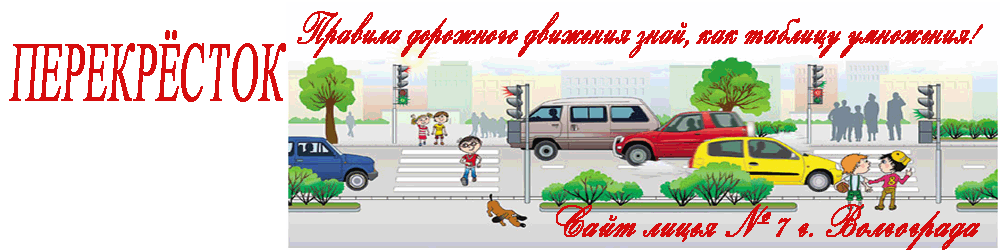 ПЕРЕКРЁСТОК
Правила дорожного движения знай, как таблицу умножения!
Сайт лицея № 7 г. Волгограда